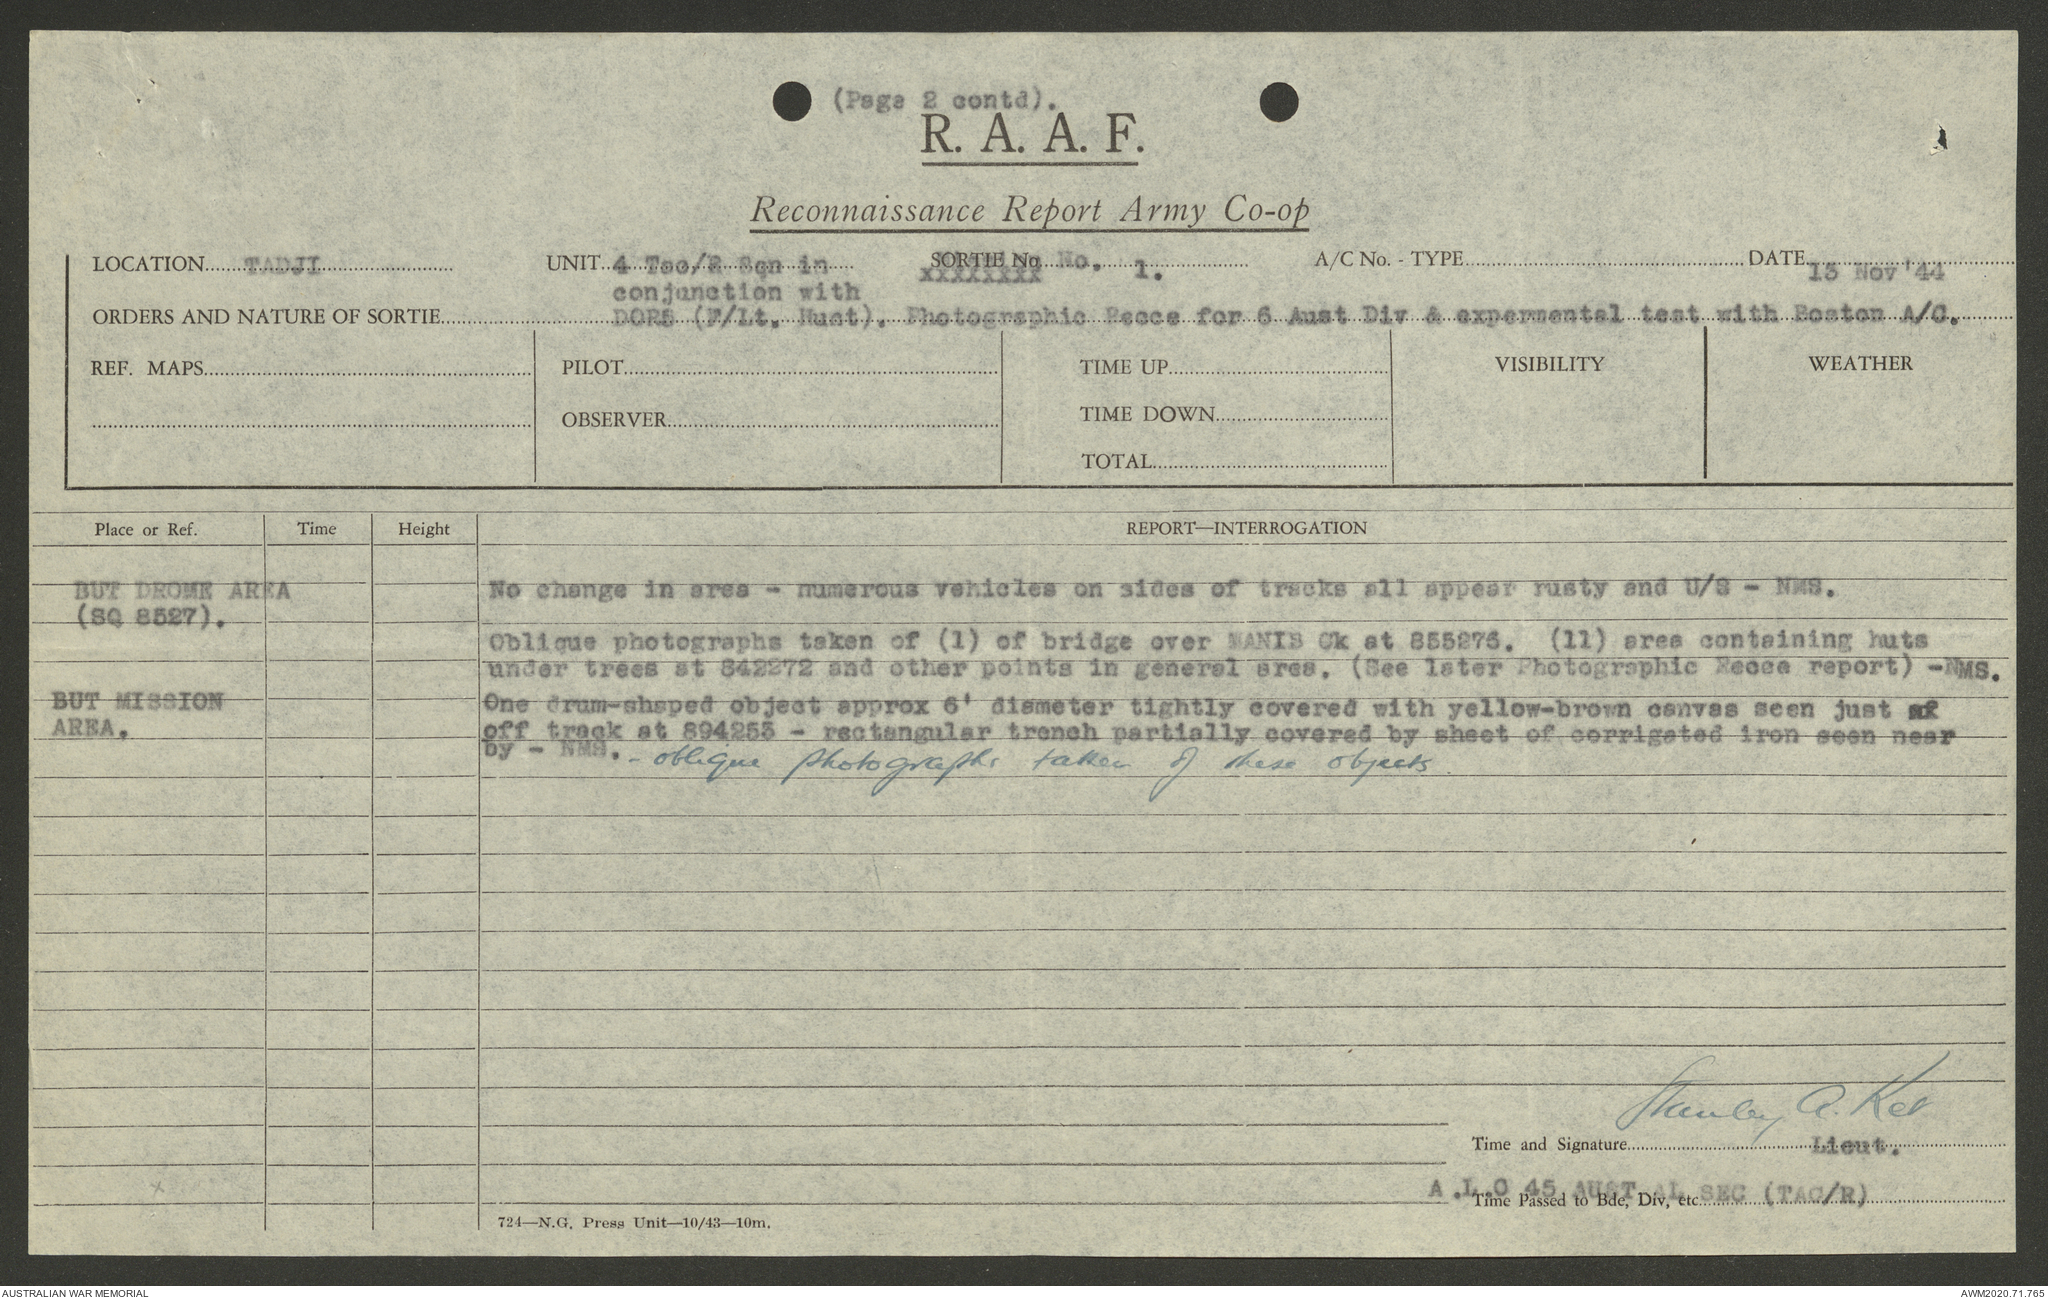 (Page 2 contd).
R. A. A. F.
Reconnaissance Report Army Co-op
LOCATION TADJI UNIT 4 Tac/R Sqn in SORTIE No No. 1. A/C No. - TYPE DATE 15 Nov '44
conjunction with
ORDERS AND NATURE OF SORTIE DOR5 (F/Lt. Hust). Photographic Recce for 6 Aust Div & expermental test with Boston A/C.
REF. MAPS PILOT TIME UP VISIBILITY WEATHER
OBSERVER TIME DOWN
TOTAL
Place or Ref. Time Height REPORT—INTERROGATION
BUT DROME AREA No change in area - numerous vehicles on sides of tracks all appear rusty and U/S - NMS.
(SQ 8527).
Oblique photographs taken of (1) of bridge over MANIB Ck at 855276. (11) area containing huts
under trees at 842272 and other points in general area. (See later Photographic Recce report) -NMS.
BUT MISSION One drum-shaped object approx 6' diameter tightly covered with yellow-brown canvas seen just
AREA. off track at 894253 - rectangular trench partially covered by sheet of corrigated iron seen near
by - NMS. - oblique photographs taken of these objects.
Stanley A. Ket
Time and Signature Lieut.
A.L.O 45 AUST AL SEC (TAC/R)
Time Passed to Bde, Div, etc
724—N.G. Press Unit—10/43—10m.
AUSTRALIAN WAR MEMORIAL AWM2020.71.765